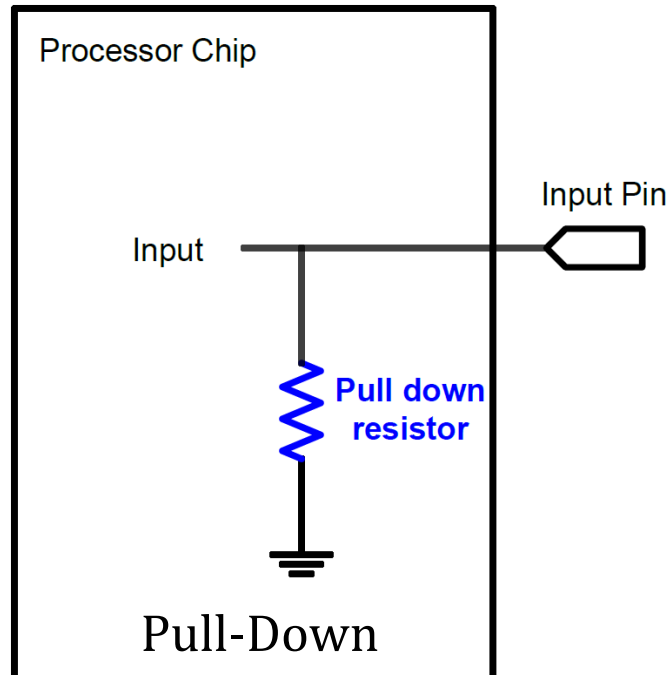 Processor Chip
Input Pin
Input
Pull down
resistor
Pull-Down